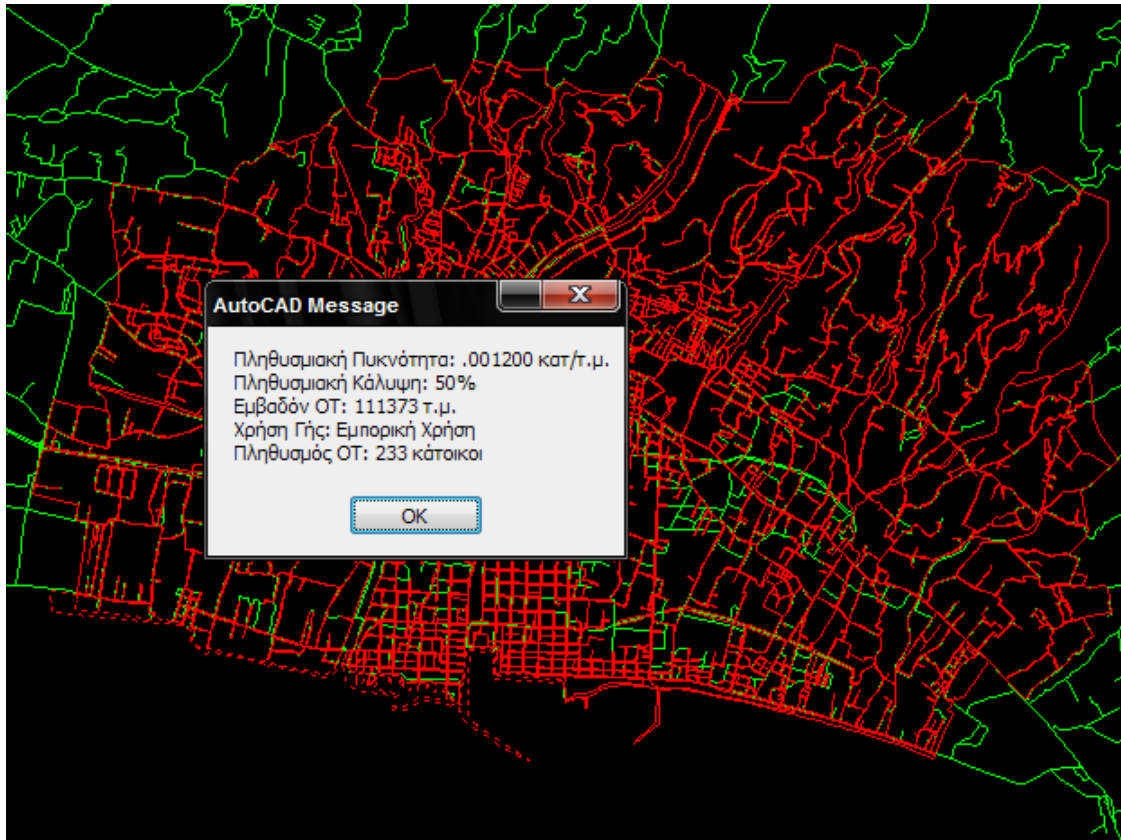 AutoCAD Message
Πληθυσμιακή Πυκνότητα: .001200 κατ/τ.μ.
Πληθυσμιακή Κάλυψη: 50%
Εμβαδόν ΟΤ: 111373 τ.μ.
Χρήση Γής: Εμπορική Χρήση
Πληθυσμός ΟΤ: 233 κάτοικοι
OK